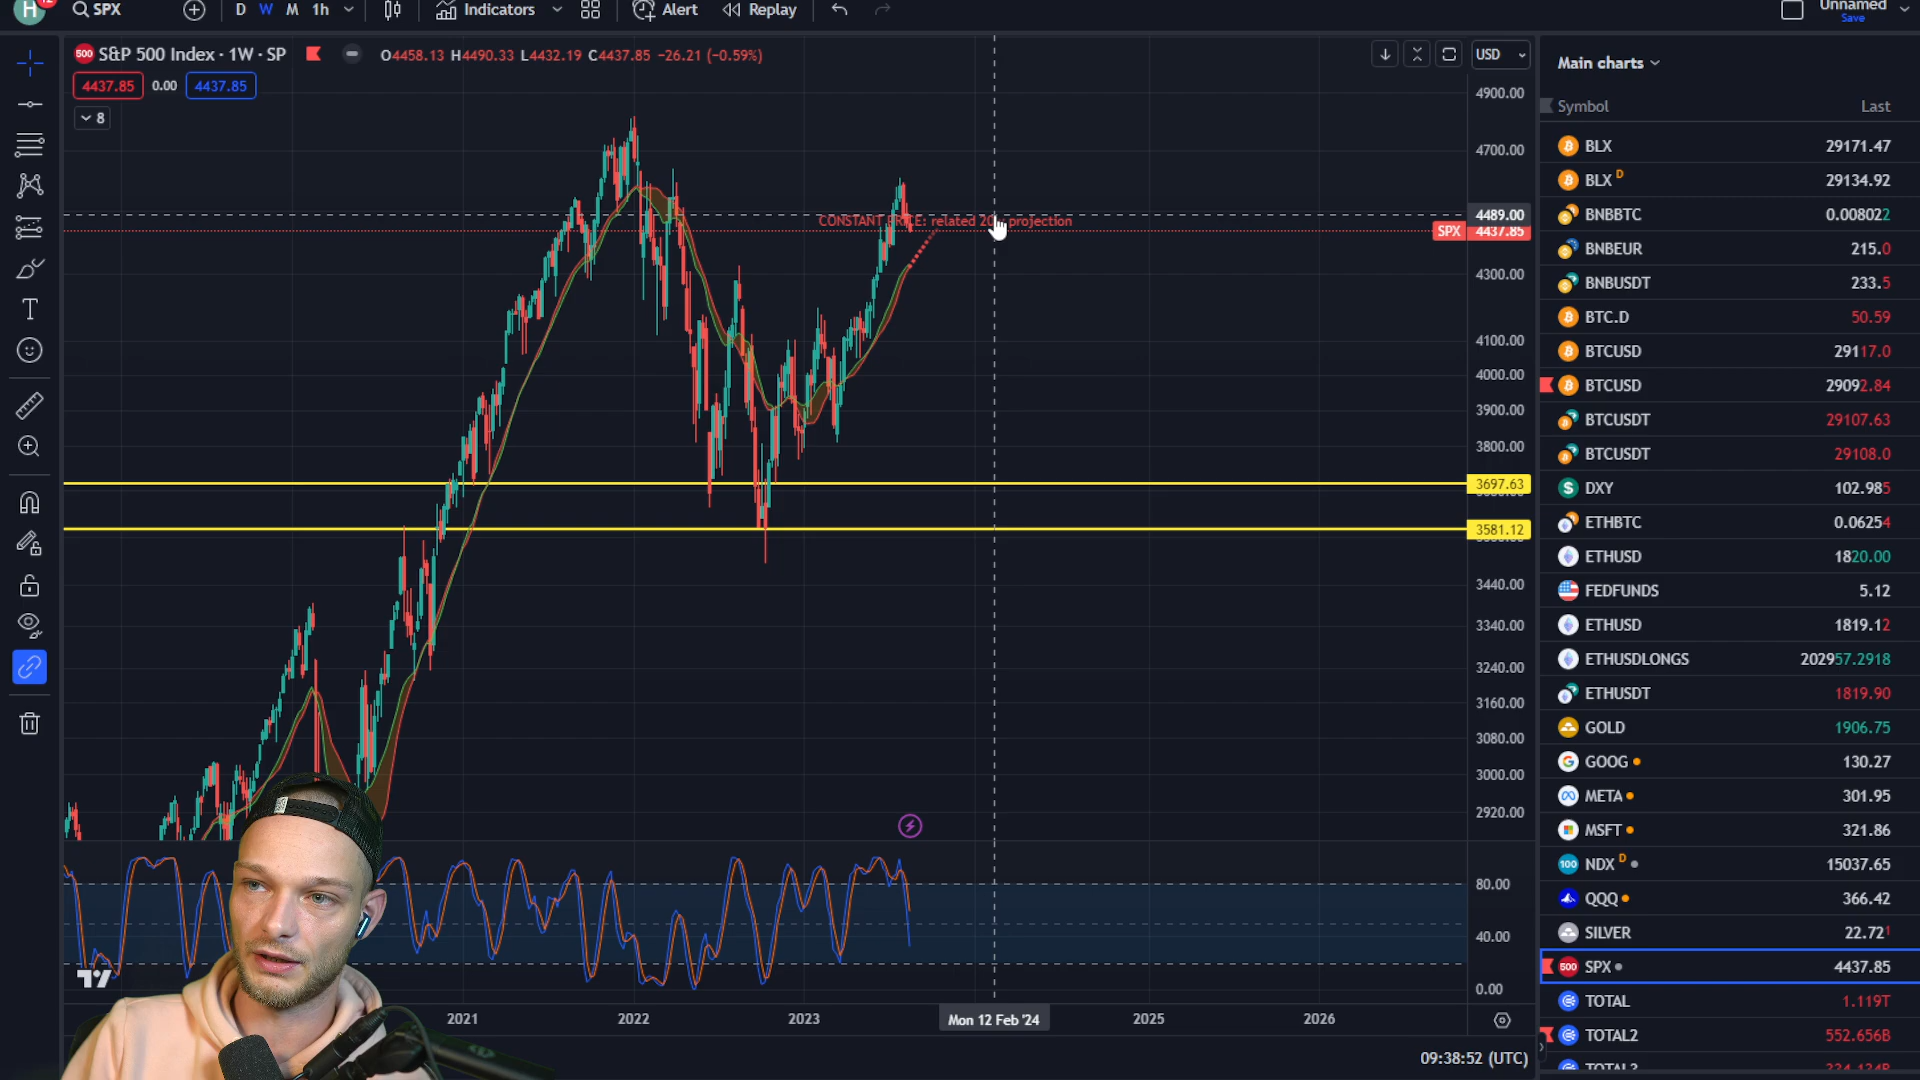 H
12
SPX
D W M 1h
Indicators
Alert
Replay
Unnamed
Save
500 S&P 500 Index · 1W · SP
O4458.13 H4490.33 L4432.19 C4437.85 −26.21 (−0.59%)
USD
4437.85 0.00 4437.85
8
4900.00
4700.00
4489.00
SPX 4437.85
4300.00
4100.00
4000.00
3900.00
3800.00
3697.63
3581.12
3440.00
3340.00
3240.00
3160.00
3080.00
3000.00
2920.00
80.00
40.00
0.00
CONSTANT PRICE: related projection
2021
2022
2023
Mon 12 Feb '24
2025
2026
09:38:52 (UTC)
Main charts
Symbol Last
BLX 29171.47
BLX D 29134.92
BNBBTC 0.008022
BNBEUR 215.0
BNBUSDT 233.5
BTC.D 50.59
BTCUSD 29117.0
BTCUSD 29092.84
BTCUSDT 29107.63
BTCUSDT 29108.0
DXY 102.985
ETHBTC 0.06254
ETHUSD 1820.00
FEDFUNDS 5.12
ETHUSD 1819.12
ETHUSDLONGS 202957.2918
ETHUSDT 1819.90
GOLD 1906.75
GOOG 130.27
META 301.95
MSFT 321.86
100 NDX D 15037.65
QQQ 366.42
SILVER 22.721
500 SPX 4437.85
TOTAL 1.119T
TOTAL2 552.656B